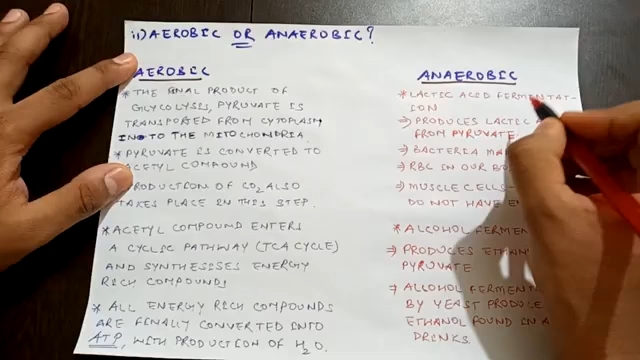 ii) AEROBIC OR ANAEROBIC?
AEROBIC
* THE FINAL PRODUCT OF
GLYCOLYSIS, PYRUVATE IS
TRANSPORTED FROM CYTOPLASM
INTO THE MITOCHONDRIA
* PYRUVATE IS CONVERTED TO
ACETYL COMPOUND
PRODUCTION OF CO2 ALSO
TAKES PLACE IN THIS STEP.
* ACETYL COMPOUND ENTERS
A CYCLIC PATHWAY (TCA CYCLE)
AND SYNTHESISES ENERGY
RICH COMPOUNDS
* ALL ENERGY RICH COMPOUNDS
ARE FINALLY CONVERTED INTO
ATP, WITH PRODUCTION OF H2O.
ANAEROBIC
* LACTIC ACID FERMENTAT-
ION
⇒ PRODUCES LACTIC
FROM PYRUVATE
⇒ BACTERIA
⇒ RBC IN OUR
⇒ MUSCLE CELLS
DO NOT HAVE
* ALCOHOL
⇒ PRODUCES
PYRUVATE
⇒ ALCOHOL
BY YEAST PRODUCE
ETHANOL FOUND IN
DRINKS.